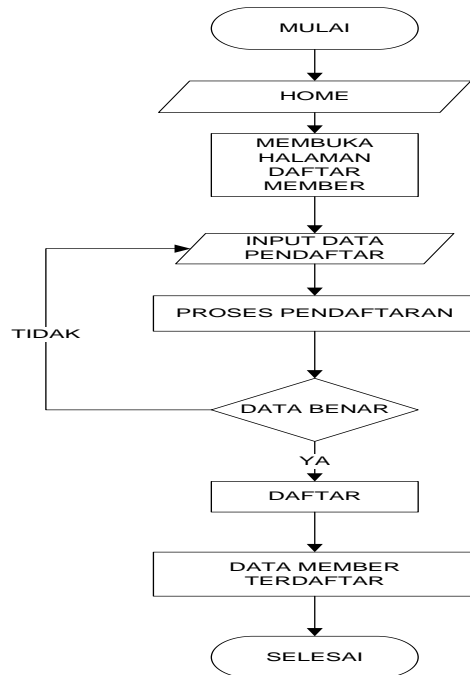 MULAI
HOME
MEMBUKA
HALAMAN
DAFTAR
MEMBER
INPUT DATA
PENDAFTAR
PROSES PENDAFTARAN
TIDAK
DATA BENAR
YA
DAFTAR
DATA MEMBER
TERDAFTAR
SELESAI